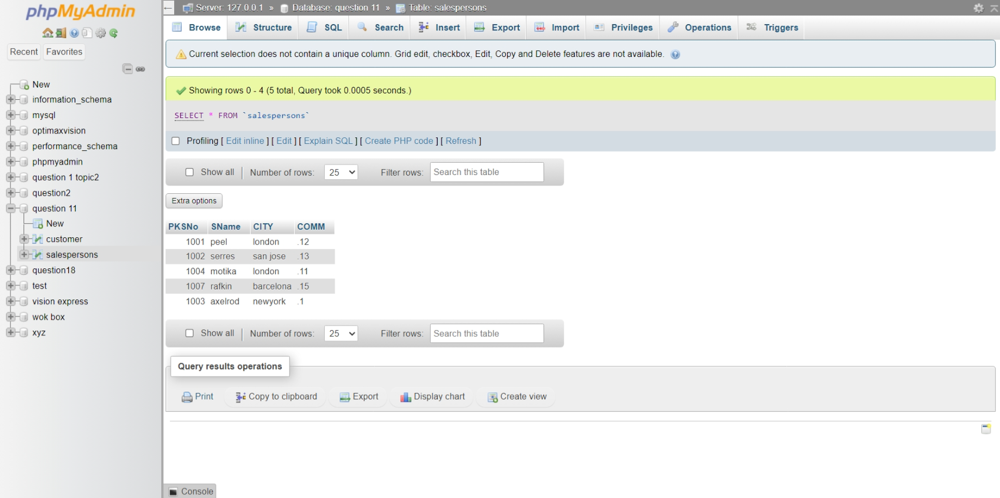 phpMyAdmin
Recent Favorites
New
information_schema
mysql
optimaxvision
performance_schema
phpmyadmin
question 1 topic2
question2
question 11
New
customer
salespersons
question18
test
vision express
wok box
xyz
Server: 127.0.0.1 » Database: question 11 » Table: salespersons
Browse Structure SQL Search Insert Export Import Privileges Operations Triggers
Current selection does not contain a unique column. Grid edit, checkbox, Edit, Copy and Delete features are not available.
Showing rows 0 - 4 (5 total, Query took 0.0005 seconds.)
SELECT * FROM `salespersons`
Profiling [ Edit inline ] [ Edit ] [ Explain SQL ] [ Create PHP code ] [ Refresh ]
Show all Number of rows: 25 Filter rows: Search this table
Extra options
PKSNo SName CITY COMM
1001 peel london .12
1002 serres san jose .13
1004 motika london .11
1007 rafkin barcelona .15
1003 axelrod newyork .1
Show all Number of rows: 25 Filter rows: Search this table
Query results operations
Print Copy to clipboard Export Display chart Create view
Console